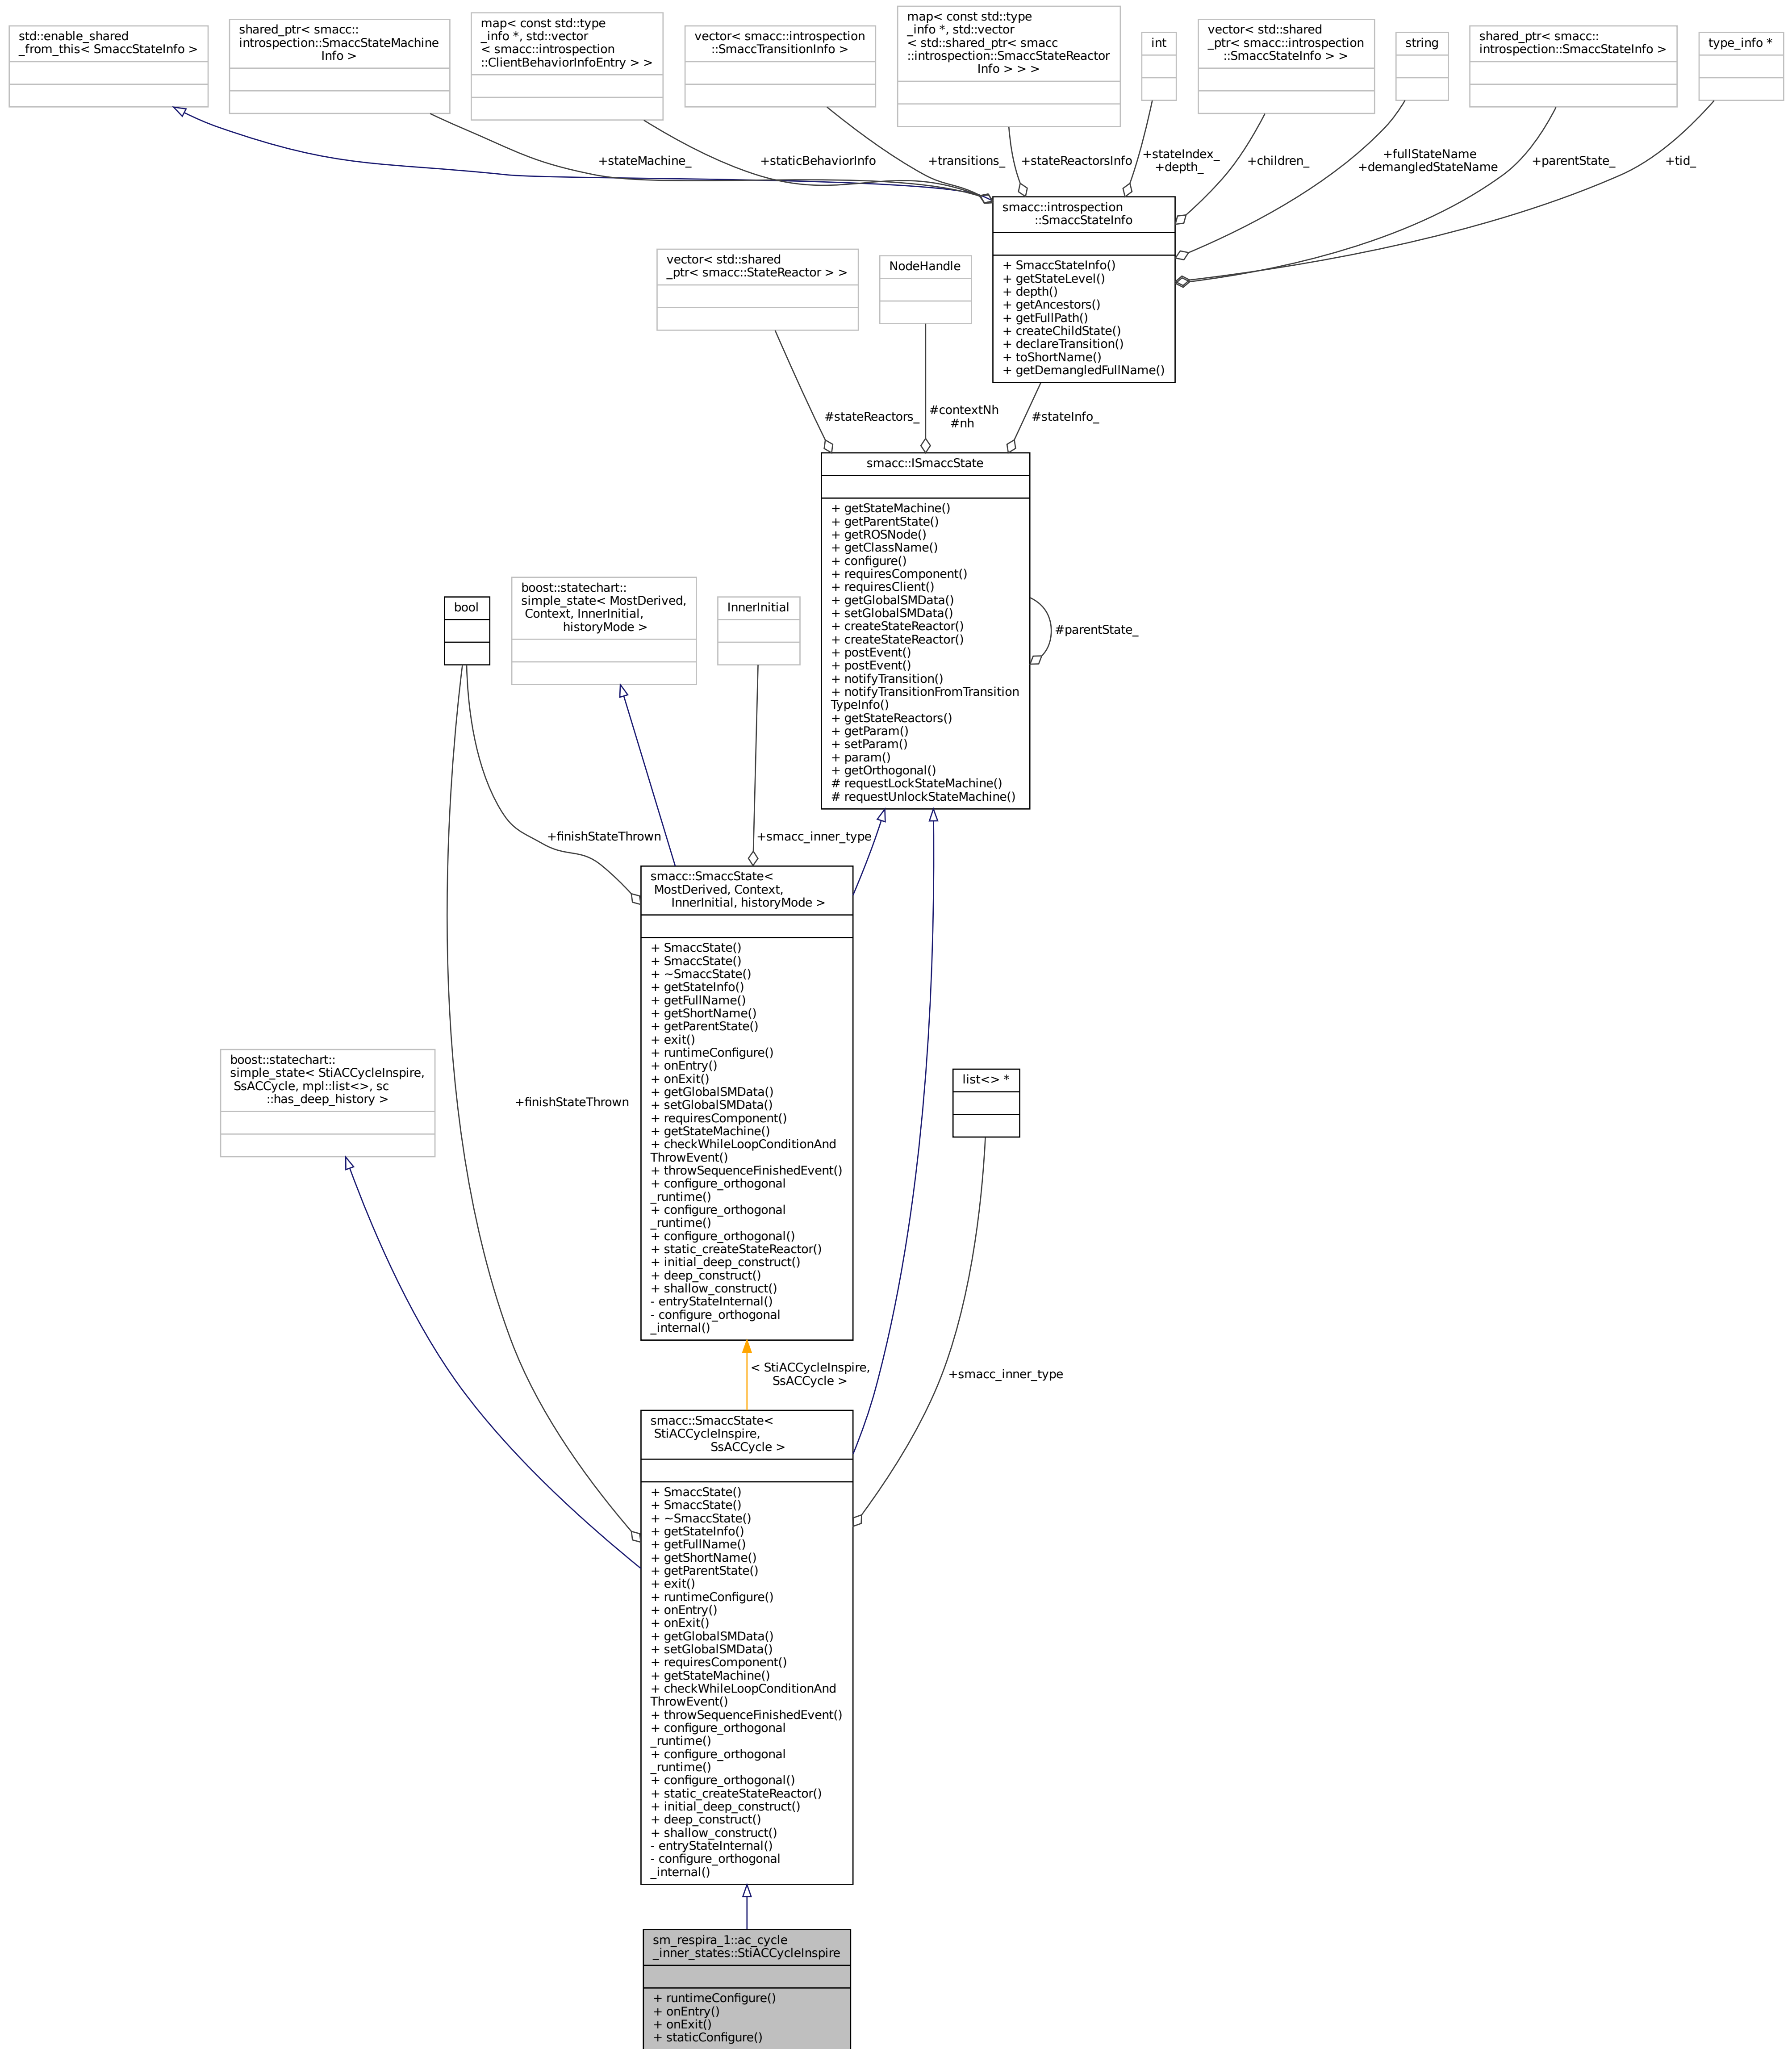 std::enable_shared
_from_this< SmaccStateInfo >
shared_ptr< smacc::
introspection::SmaccStateMachine
Info >
map< const std::type
_info *, std::vector
< smacc::introspection
::ClientBehaviorInfoEntry > >
vector< smacc::introspection
::SmaccTransitionInfo >
map< const std::type
_info *, std::vector
< std::shared_ptr< smacc
::introspection::SmaccStateReactor
Info > > >
int
vector< std::shared
_ptr< smacc::introspection
::SmaccStateInfo > >
string
shared_ptr< smacc::
introspection::SmaccStateInfo >
type_info *
+stateMachine_
+staticBehaviorInfo
+transitions_
+stateReactorsInfo
+stateIndex_
+depth_
+children_
+fullStateName
+demangledStateName
+parentState_
+tid_
smacc::introspection
::SmaccStateInfo
+ SmaccStateInfo()
+ getStateLevel()
+ depth()
+ getAncestors()
+ getFullPath()
+ createChildState()
+ declareTransition()
+ toShortName()
+ getDemangledFullName()
vector< std::shared
_ptr< smacc::StateReactor > >
NodeHandle
#stateReactors_
#contextNh
#nh
#stateInfo_
smacc::ISmaccState
+ getStateMachine()
+ getParentState()
+ getROSNode()
+ getClassName()
+ configure()
+ requiresComponent()
+ requiresClient()
+ getGlobalSMData()
+ setGlobalSMData()
+ createStateReactor()
+ createStateReactor()
+ postEvent()
+ postEvent()
+ notifyTransition()
+ notifyTransitionFromTransition
TypeInfo()
+ getStateReactors()
+ getParam()
+ setParam()
+ param()
+ getOrthogonal()
# requestLockStateMachine()
# requestUnlockStateMachine()
#parentState_
bool
boost::statechart::
simple_state< MostDerived,
Context, InnerInitial,
historyMode >
InnerInitial
+finishStateThrown
+smacc_inner_type
smacc::SmaccState<
MostDerived, Context,
InnerInitial, historyMode >
+ SmaccState()
+ SmaccState()
+ ~SmaccState()
+ getStateInfo()
+ getFullName()
+ getShortName()
+ getParentState()
+ exit()
+ runtimeConfigure()
+ onEntry()
+ onExit()
+ getGlobalSMData()
+ setGlobalSMData()
+ requiresComponent()
+ getStateMachine()
+ checkWhileLoopConditionAnd
ThrowEvent()
+ throwSequenceFinishedEvent()
+ configure_orthogonal
_runtime()
+ configure_orthogonal
_runtime()
+ configure_orthogonal()
+ static_createStateReactor()
+ initial_deep_construct()
+ deep_construct()
+ shallow_construct()
- entryStateInternal()
- configure_orthogonal
_internal()
boost::statechart::
simple_state< StiACCycleInspire,
SsACCycle, mpl::list<>, sc
::has_deep_history >
+finishStateThrown
list<> *
< StiACCycleInspire,
SsACCycle >
+smacc_inner_type
smacc::SmaccState<
StiACCycleInspire,
SsACCycle >
+ SmaccState()
+ SmaccState()
+ ~SmaccState()
+ getStateInfo()
+ getFullName()
+ getShortName()
+ getParentState()
+ exit()
+ runtimeConfigure()
+ onEntry()
+ onExit()
+ getGlobalSMData()
+ setGlobalSMData()
+ requiresComponent()
+ getStateMachine()
+ checkWhileLoopConditionAnd
ThrowEvent()
+ throwSequenceFinishedEvent()
+ configure_orthogonal
_runtime()
+ configure_orthogonal
_runtime()
+ configure_orthogonal()
+ static_createStateReactor()
+ initial_deep_construct()
+ deep_construct()
+ shallow_construct()
- entryStateInternal()
- configure_orthogonal
_internal()
sm_respira_1::ac_cycle
_inner_states::StiACCycleInspire
+ runtimeConfigure()
+ onEntry()
+ onExit()
+ staticConfigure()